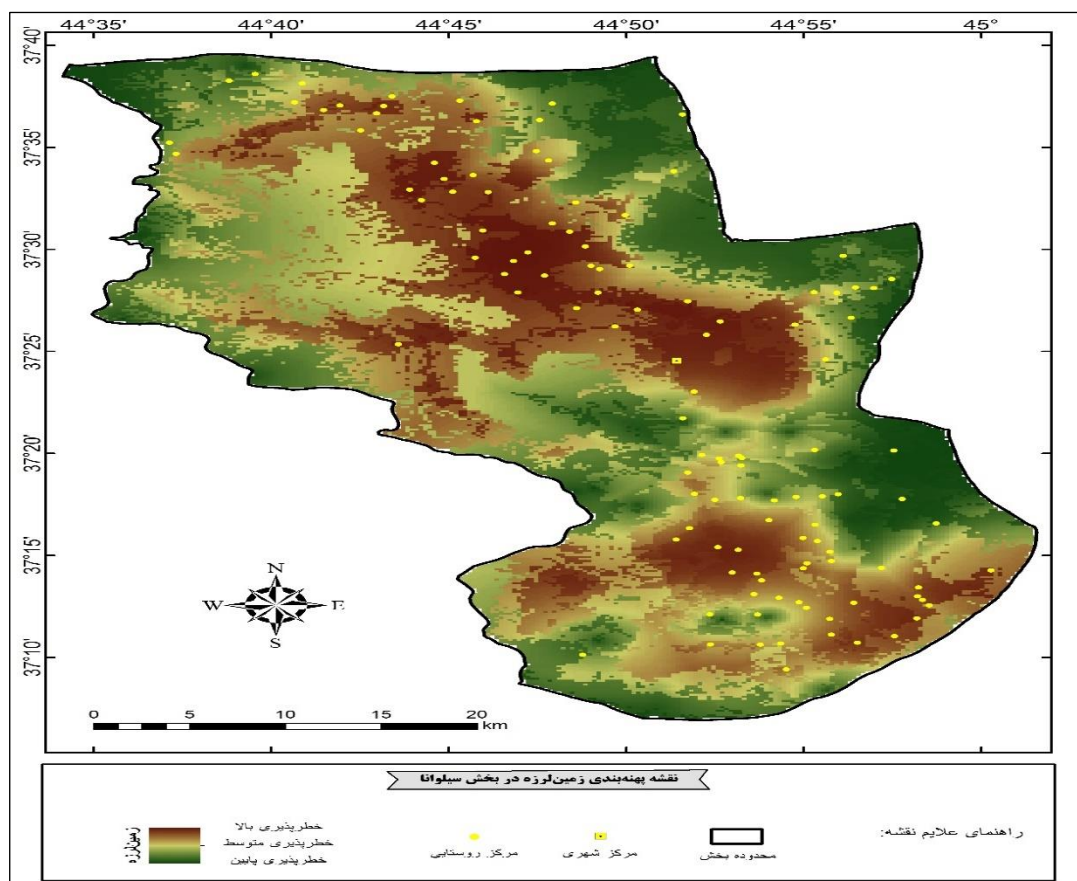 44°35' 44°40' 44°45' 44°50' 44°55' 45°
37°40'
37°35'
37°30'
37°25'
37°20'
37°15'
37°10'
N
W E
S
0 5 10 15 20
km
نقشه پهنه‌بندی زمین‌لرزه در بخش سیلوانا
راهنمای علایم نقشه:
محدوده بخش
مرکز شهری
مرکز روستایی
زمین‌لرزه
خطرپذیری بالا
خطرپذیری متوسط
خطرپذیری پایین